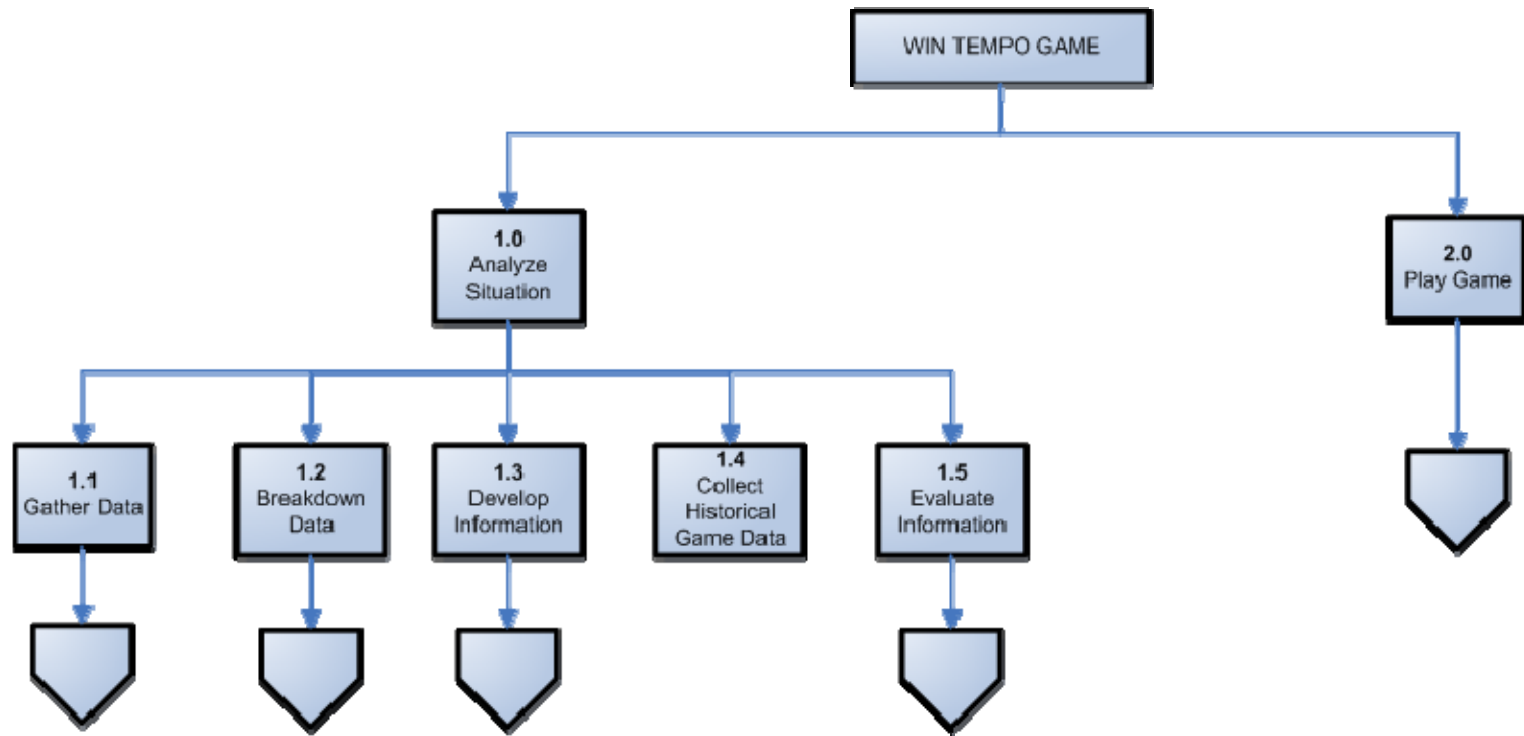 WIN TEMPO GAME
1.0
Analyze
Situation
2.0
Play Game
1.1
Gather Data
1.2
Breakdown
Data
1.3
Develop
Information
1.4
Collect
Historical
Game Data
1.5
Evaluate
Information